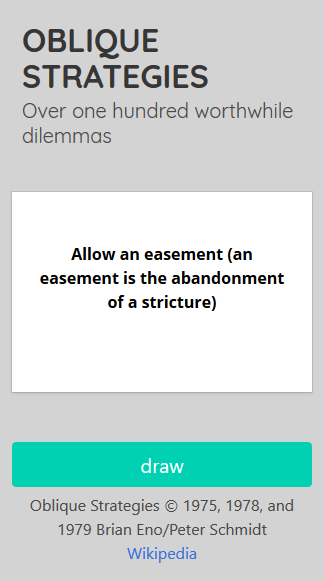 OBLIQUE
STRATEGIES
Over one hundred worthwhile
dilemmas
Allow an easement (an
easement is the abandonment
of a stricture)
draw
Oblique Strategies © 1975, 1978, and
1979 Brian Eno/Peter Schmidt
Wikipedia